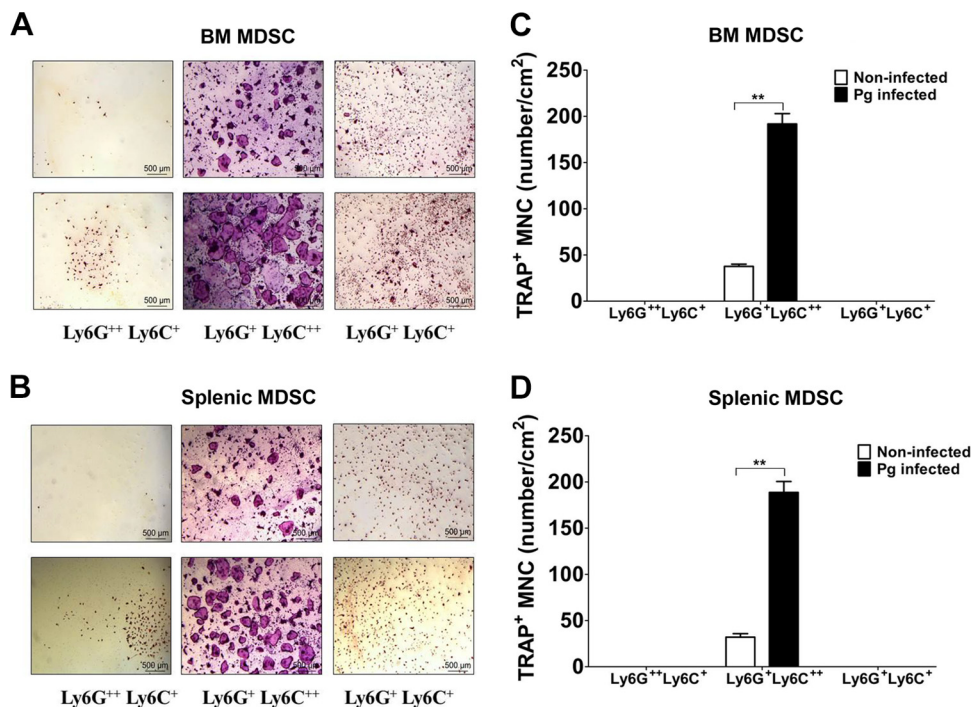 A
BM MDSC
500 µm
500 µm
500 µm
500 µm
500 µm
500 µm
Ly6G⁺⁺ Ly6C⁺
Ly6G⁺ Ly6C⁺⁺
Ly6G⁺ Ly6C⁺
B
Splenic MDSC
500 µm
500 µm
500 µm
500 µm
500 µm
500 µm
Ly6G⁺⁺ Ly6C⁺
Ly6G⁺ Ly6C⁺⁺
Ly6G⁺ Ly6C⁺
C
BM MDSC
TRAP⁺ MNC (number/cm²)
250
200
150
100
50
0
**
Non-infected
Pg infected
Ly6G⁺⁺Ly6C⁺
Ly6G⁺Ly6C⁺⁺
Ly6G⁺Ly6C⁺
D
Splenic MDSC
TRAP⁺ MNC (number/cm²)
250
200
150
100
50
0
**
Non-infected
Pg infected
Ly6G⁺⁺Ly6C⁺
Ly6G⁺Ly6C⁺⁺
Ly6G⁺Ly6C⁺